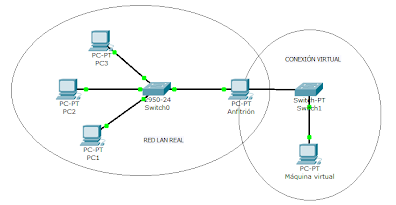 PC-PT
PC3
PC-PT
PC2
PC-PT
PC1
2950-24
Switch0
RED LAN REAL
PC-PT
Anfitrión
CONDIÓN VIRTUAL
Switch-PT
Switch1
PC-PT
Máquina virtual